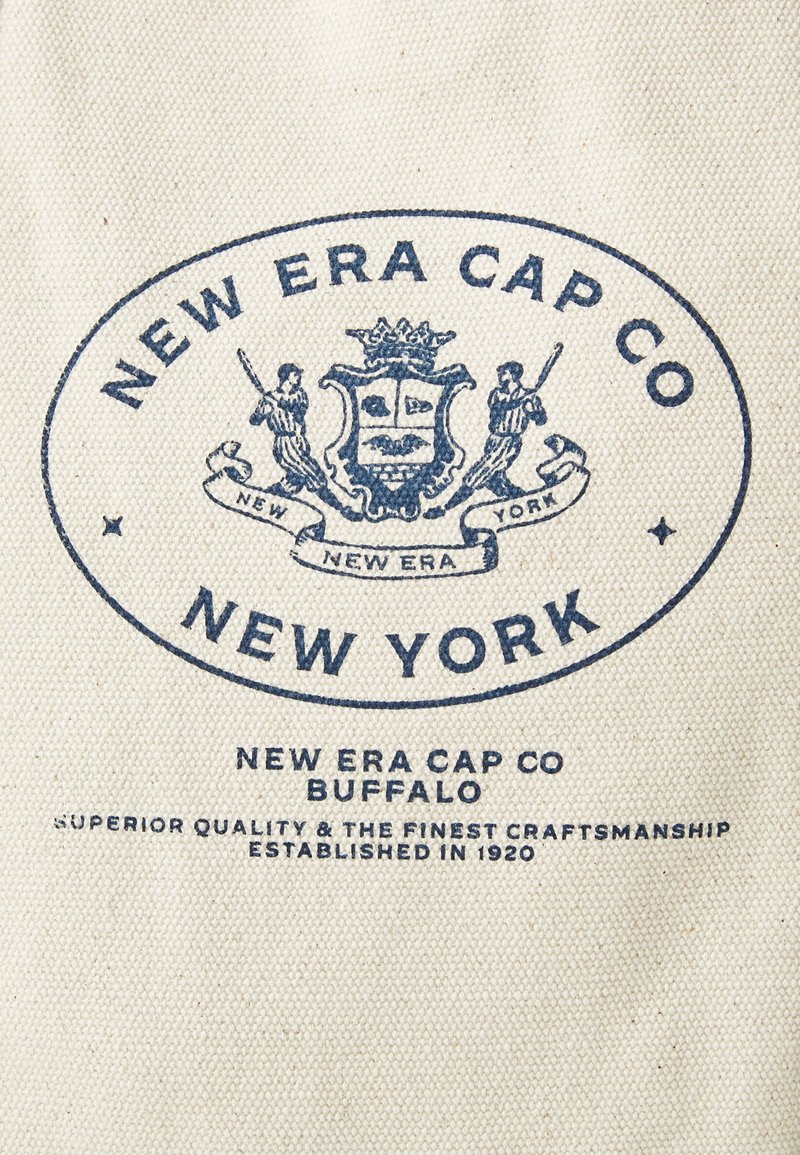 NEW ERA CAP CO
NEW YORK
NEW ERA
NEW YORK
NEW ERA CAP CO
BUFFALO
SUPERIOR QUALITY & THE FINEST CRAFTSMANSHIP
ESTABLISHED IN 1920